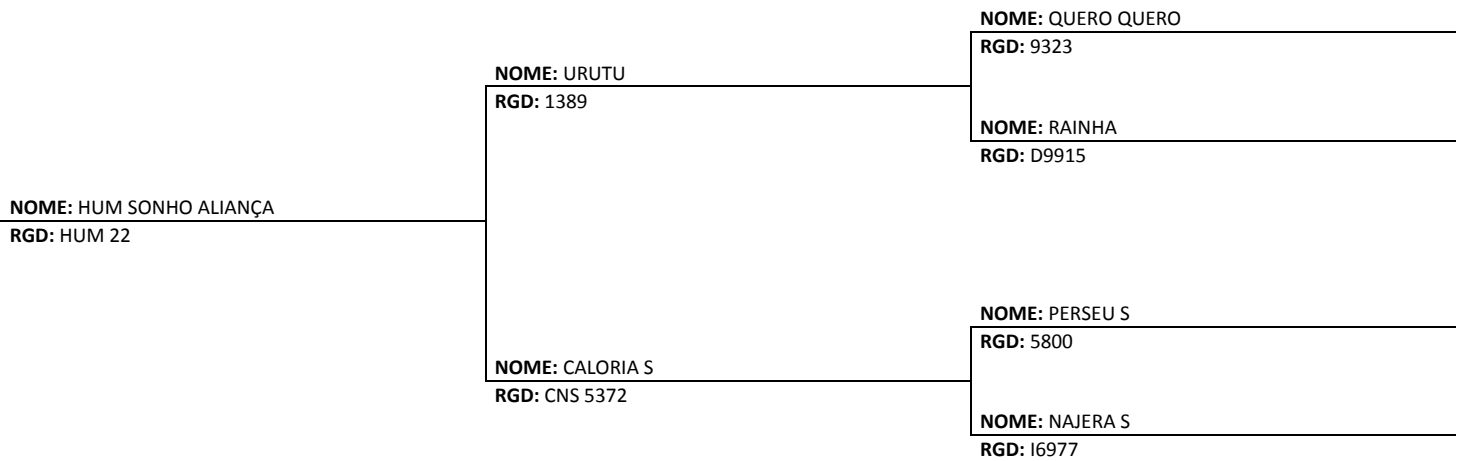 NOME: QUERO QUERO
RGD: 9323
NOME: URUTU
RGD: 1389
NOME: RAINHA
RGD: D9915
NOME: HUM SONHO ALIANÇA
RGD: HUM 22
NOME: PERSEU S
RGD: 5800
NOME: CALORIA S
RGD: CNS 5372
NOME: NAJERA S
RGD: I6977